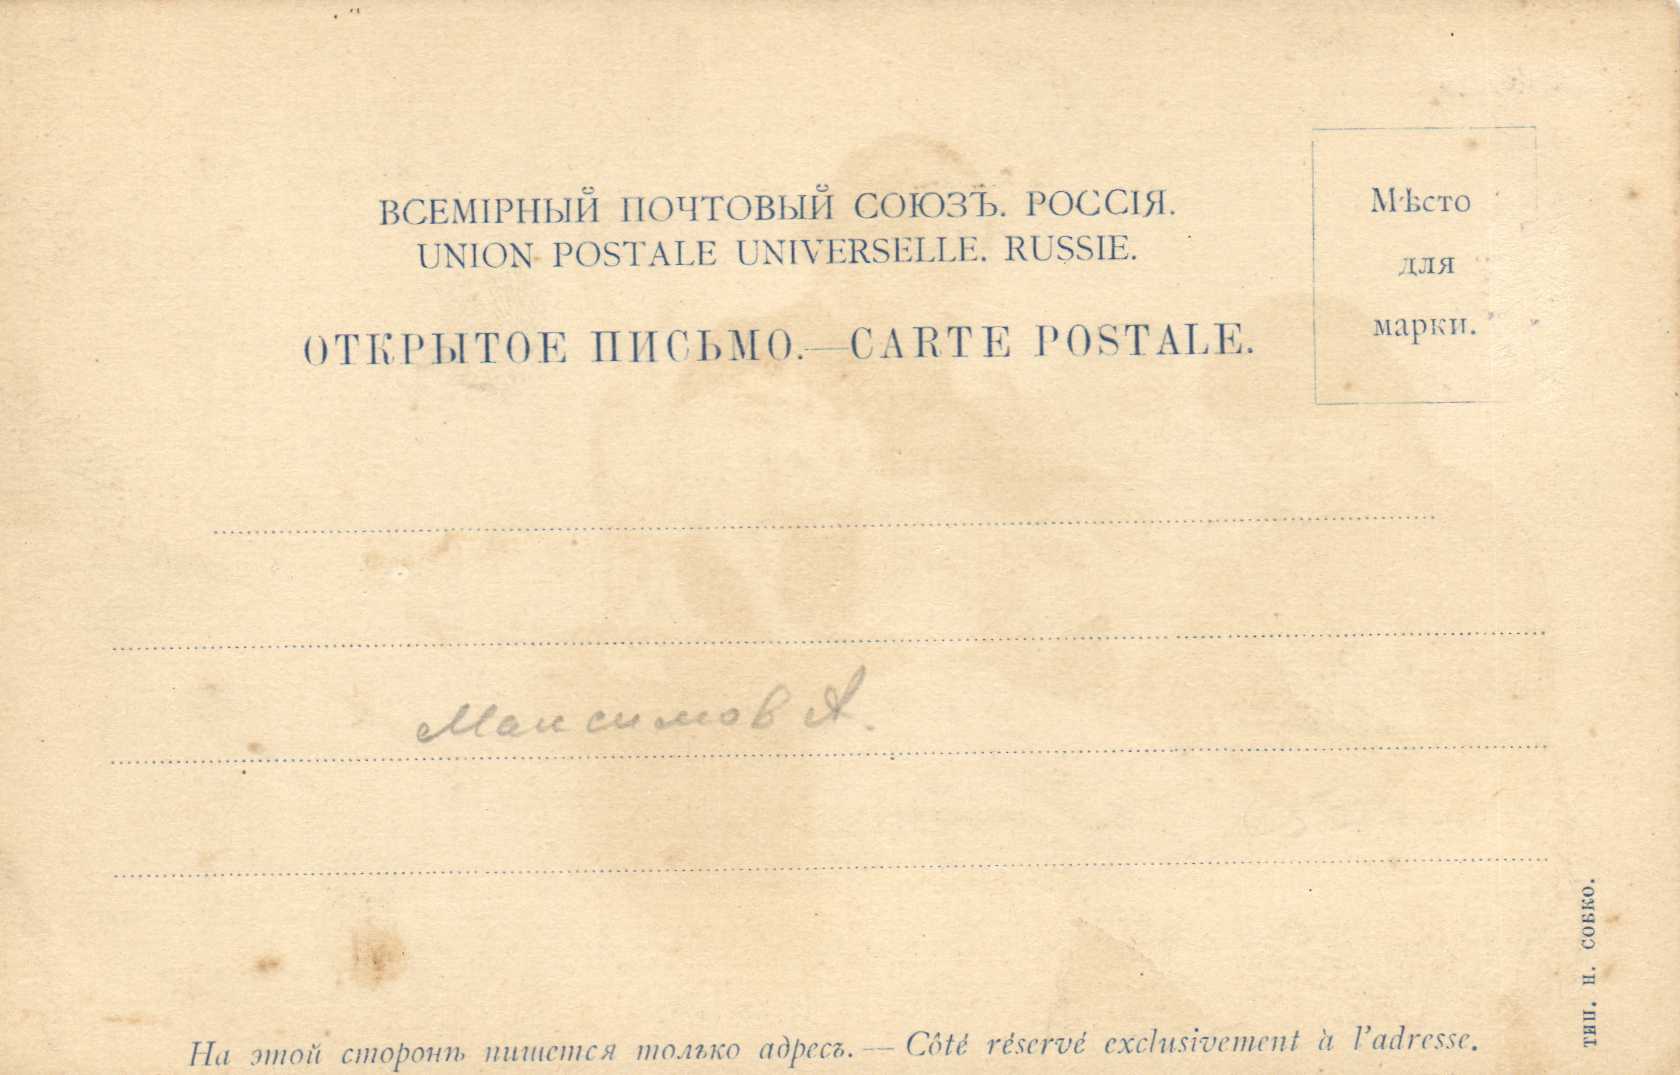 ВСЕМІРНЫЙ ПОЧТОВЫЙ СОЮЗЪ. РОССІЯ.
UNION POSTALE UNIVERSELLE. RUSSIE.
ОТКРЫТОЕ ПИСЬМО.—CARTE POSTALE.
Мѣсто
для
марки.
Максимов А.
На этой сторонѣ пишется только адресъ. — Côté réservé exclusivement à l'adresse.
ТИП. Н. СОБКО.